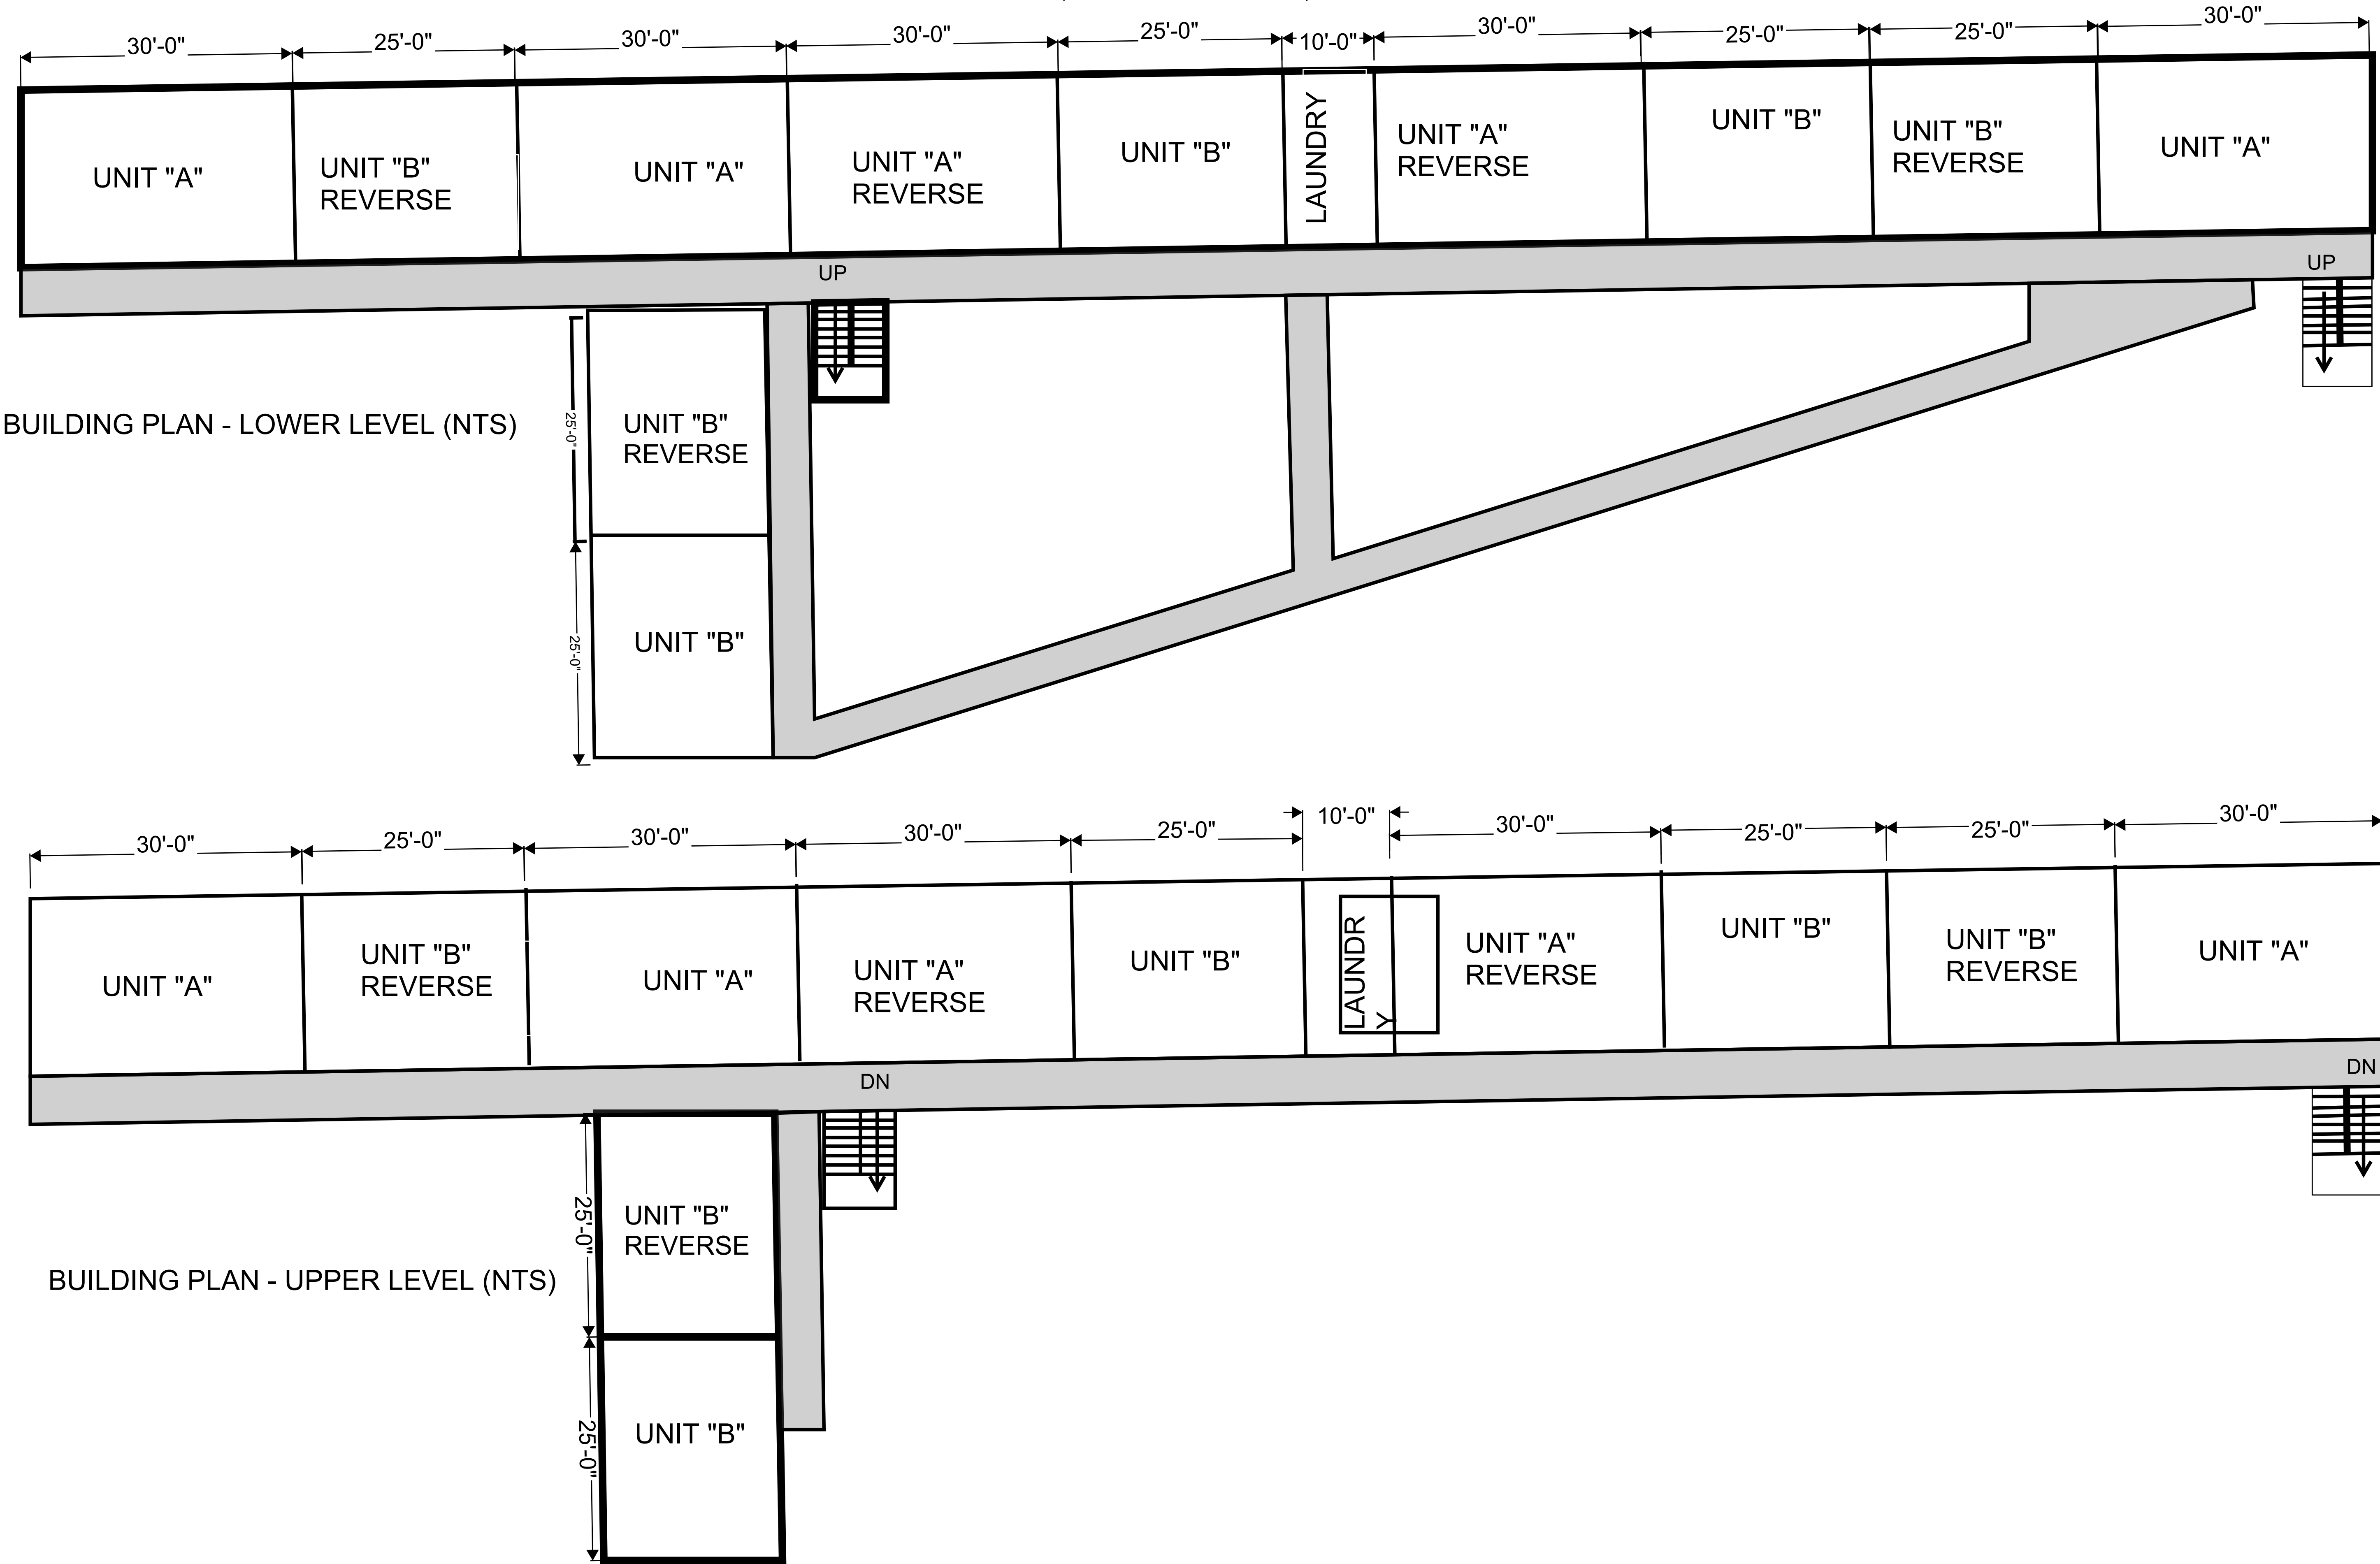 30'-0" 25'-0" 30'-0" 30'-0" 25'-0" 10'-0" 30'-0" 25'-0" 25'-0" 30'-0"
UNIT "A"
UNIT "B"
REVERSE
UNIT "A"
UNIT "A"
REVERSE
UNIT "B"
LAUNDRY
UNIT "A"
REVERSE
UNIT "B"
UNIT "B"
REVERSE
UNIT "A"
UP
UP
BUILDING PLAN - LOWER LEVEL (NTS)
25'-0"
UNIT "B"
REVERSE
25'-0"
UNIT "B"
30'-0" 25'-0" 30'-0" 30'-0" 25'-0" 10'-0" 30'-0" 25'-0" 25'-0" 30'-0"
UNIT "A"
UNIT "B"
REVERSE
UNIT "A"
UNIT "A"
REVERSE
UNIT "B"
LAUNDR
Y
UNIT "A"
REVERSE
UNIT "B"
UNIT "B"
REVERSE
UNIT "A"
DN
DN
25'-0"
UNIT "B"
REVERSE
BUILDING PLAN - UPPER LEVEL (NTS)
25'-0"
UNIT "B"